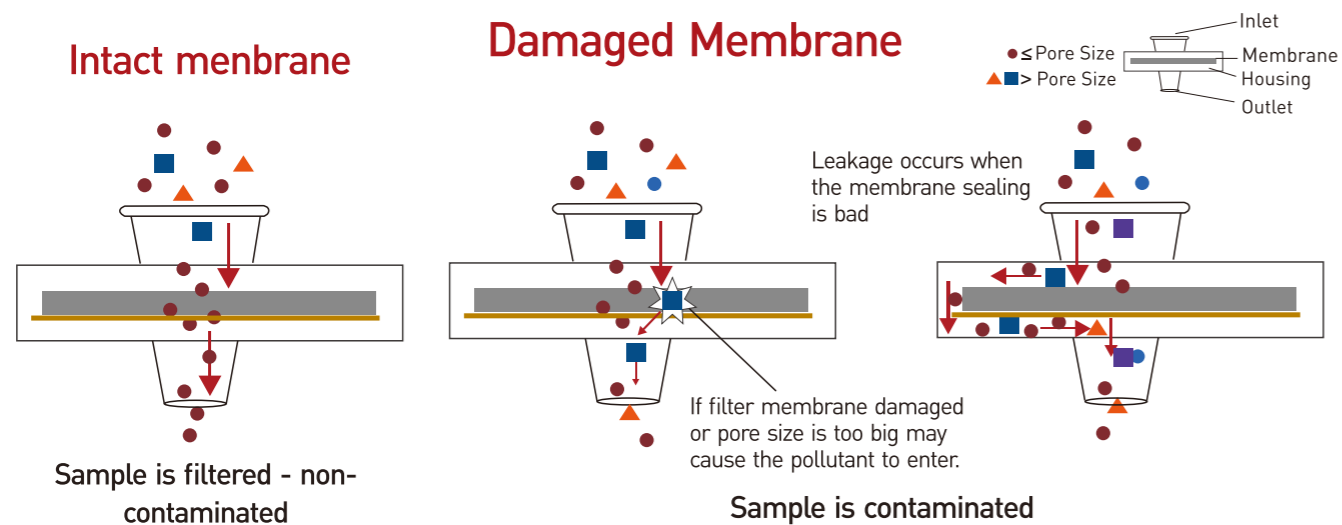 Intact menbrane
Damaged Membrane
Inlet
≤ Pore Size
> Pore Size
Membrane
Housing
Outlet
Leakage occurs when
the membrane sealing
is bad
If filter membrane damaged
or pore size is too big may
cause the pollutant to enter.
Sample is filtered - non-
contaminated
Sample is contaminated